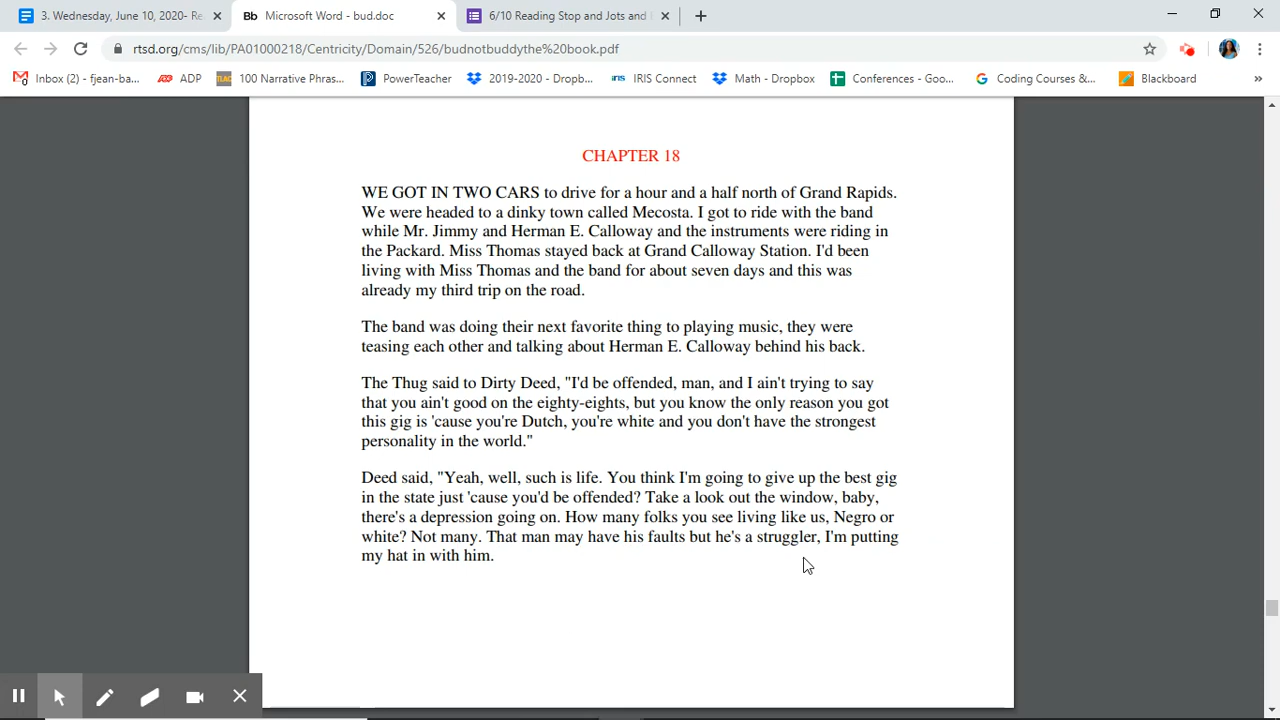 3. Wednesday, June 10, 2020- Re
Bb Microsoft Word - bud.doc
6/10 Reading Stop and Jots and
rtsd.org/cms/lib/PA01000218/Centricity/Domain/526/budnotbuddythe%20book.pdf
Inbox (2) - fjean-ba...
ADP
100 Narrative Phras...
PowerTeacher
2019-2020 - Dropb...
iris IRIS Connect
Math - Dropbox
Conferences - Goo...
Coding Courses &...
Blackboard
»
CHAPTER 18
WE GOT IN TWO CARS to drive for a hour and a half north of Grand Rapids.
We were headed to a dinky town called Mecosta. I got to ride with the band
while Mr. Jimmy and Herman E. Calloway and the instruments were riding in
the Packard. Miss Thomas stayed back at Grand Calloway Station. I'd been
living with Miss Thomas and the band for about seven days and this was
already my third trip on the road.
The band was doing their next favorite thing to playing music, they were
teasing each other and talking about Herman E. Calloway behind his back.
The Thug said to Dirty Deed, "I'd be offended, man, and I ain't trying to say
that you ain't good on the eighty-eights, but you know the only reason you got
this gig is 'cause you're Dutch, you're white and you don't have the strongest
personality in the world."
Deed said, "Yeah, well, such is life. You think I'm going to give up the best gig
in the state just 'cause you'd be offended? Take a look out the window, baby,
there's a depression going on. How many folks you see living like us, Negro or
white? Not many. That man may have his faults but he's a struggler, I'm putting
my hat in with him.